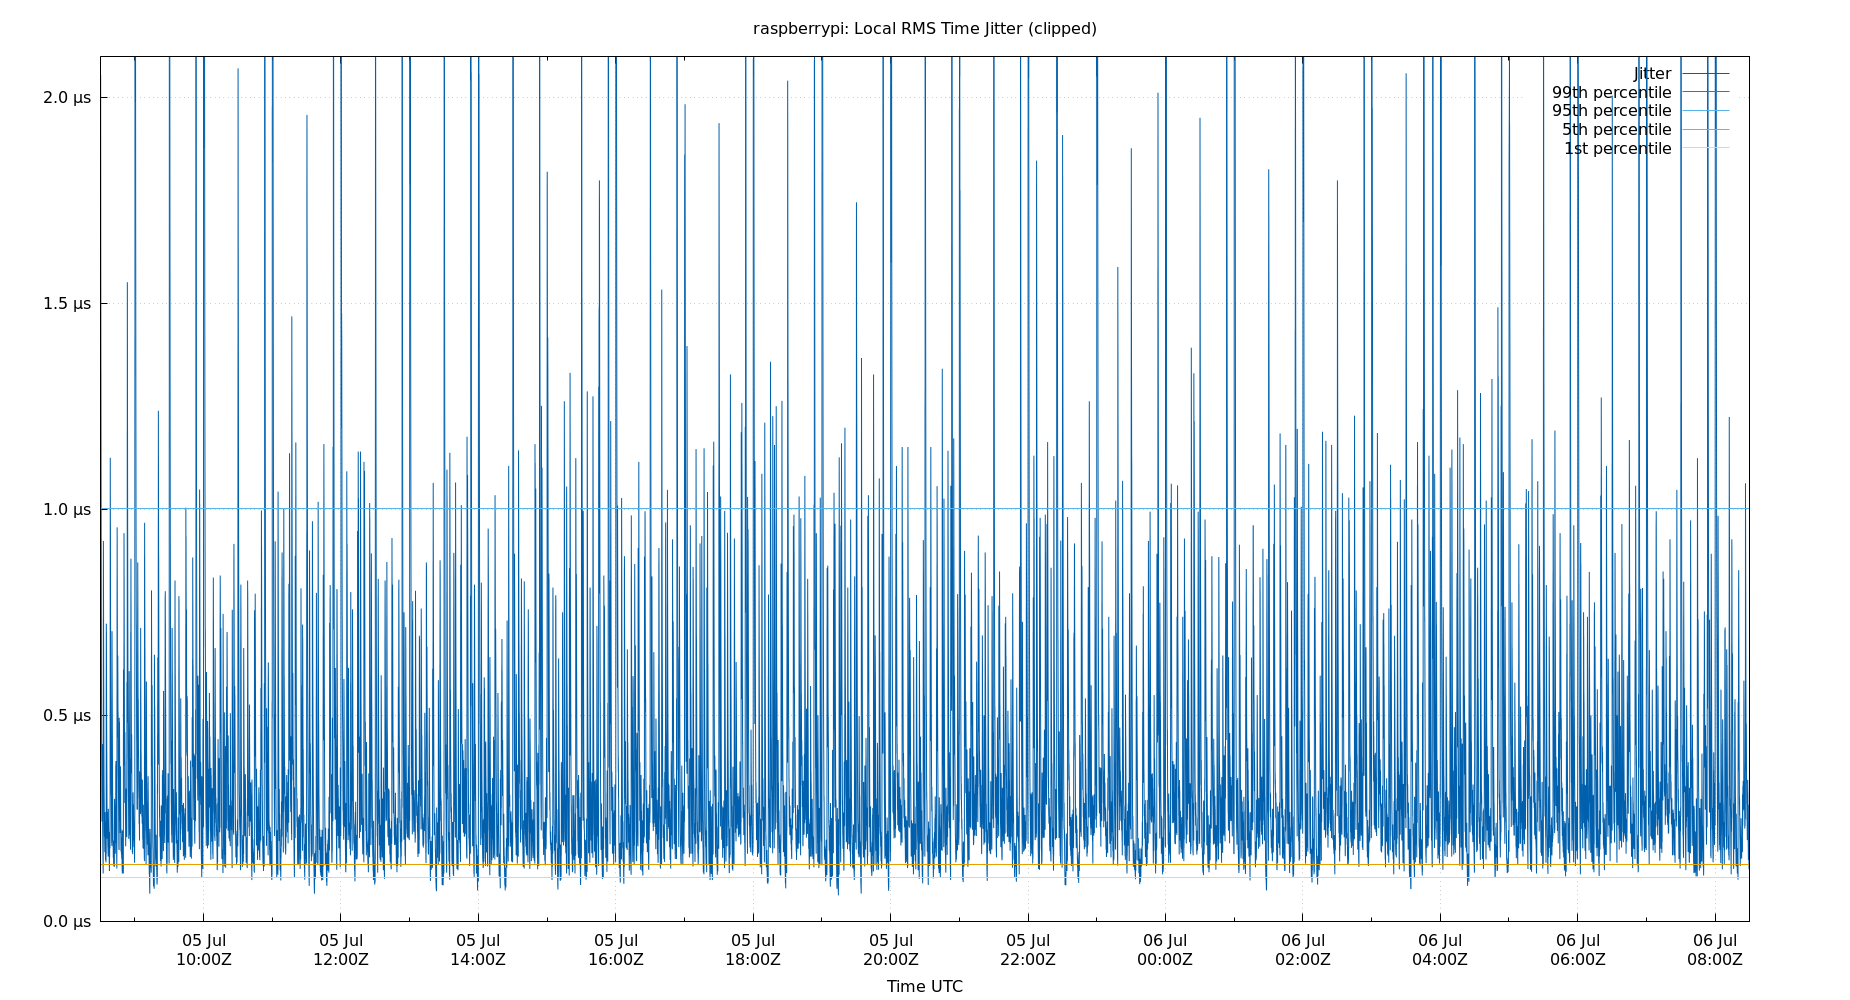 raspberrypi: Local RMS Time Jitter (clipped)
Jitter
99th percentile
95th percentile
5th percentile
1st percentile
2.0 µs
1.5 µs
1.0 µs
0.5 µs
0.0 µs
05 Jul 05 Jul 05 Jul 05 Jul 05 Jul 05 Jul 05 Jul 06 Jul 06 Jul 06 Jul 06 Jul 06 Jul
10:00Z 12:00Z 14:00Z 16:00Z 18:00Z 20:00Z 22:00Z 00:00Z 02:00Z 04:00Z 06:00Z 08:00Z
Time UTC